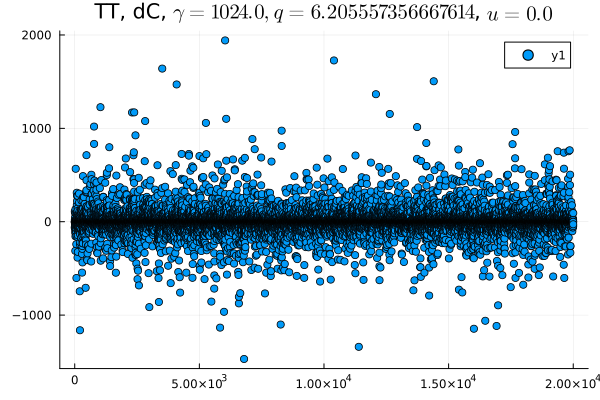 TT, dC, γ = 1024.0, q = 6.205557356667614, u = 0.0
2000
1000
0
−1000
y1
0 5.00×10³ 1.00×10⁴ 1.50×10⁴ 2.00×10⁴